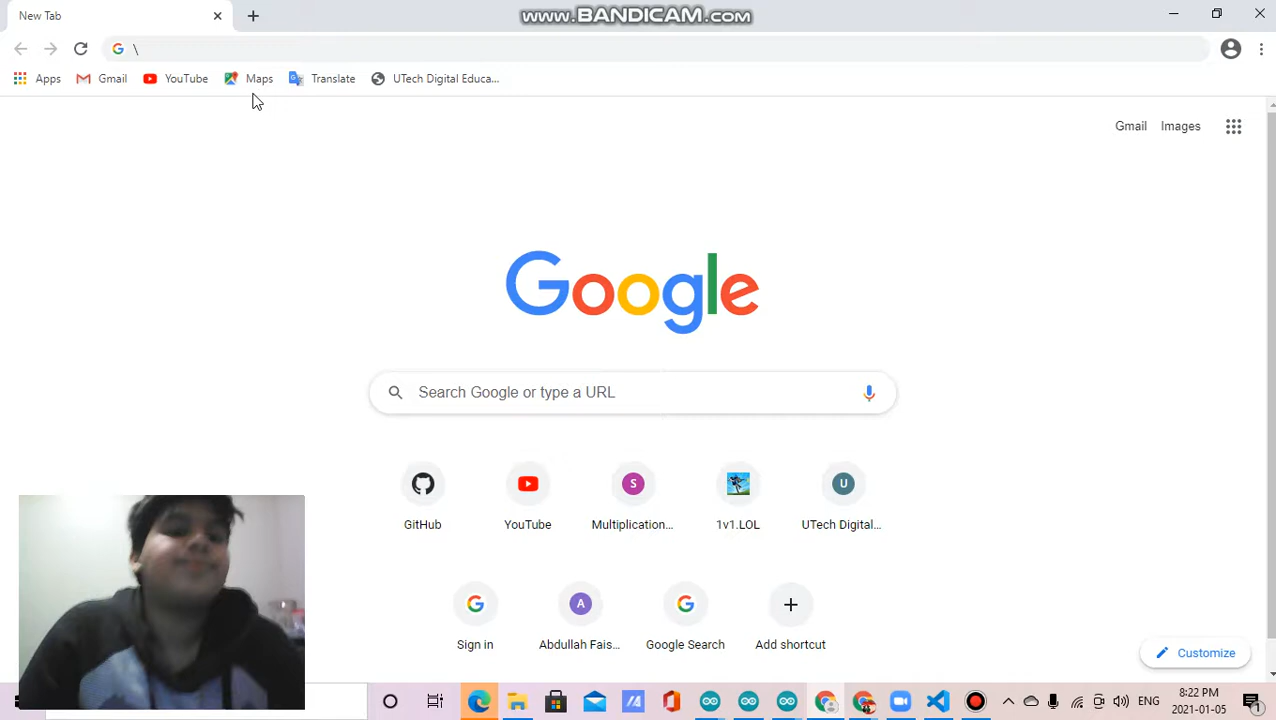 New Tab
www.BANDICAM.com
\
Apps Gmail YouTube Maps Translate UTech Digital Educa...
Gmail Images
Google
Search Google or type a URL
GitHub YouTube Multiplication... 1v1.LOL UTech Digital...
S U
Sign in Abdullah Fais... Google Search Add shortcut
A
Customize
8:22 PM
2021-01-05